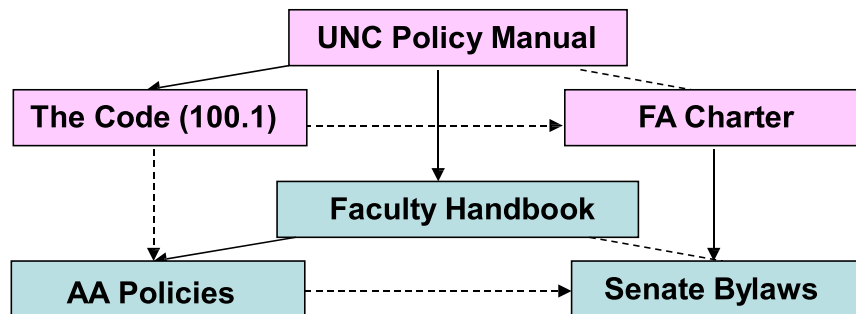 UNC Policy Manual
The Code (100.1)
FA Charter
Faculty Handbook
AA Policies
Senate Bylaws